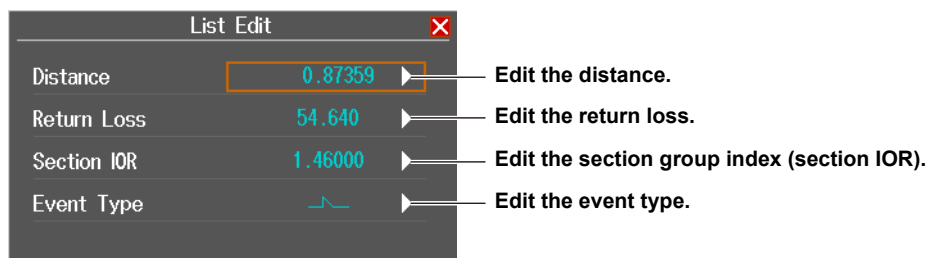 List Edit
Distance 0.87359 Edit the distance.
Return Loss 54.640 Edit the return loss.
Section IOR 1.46000 Edit the section group index (section IOR).
Event Type Edit the event type.